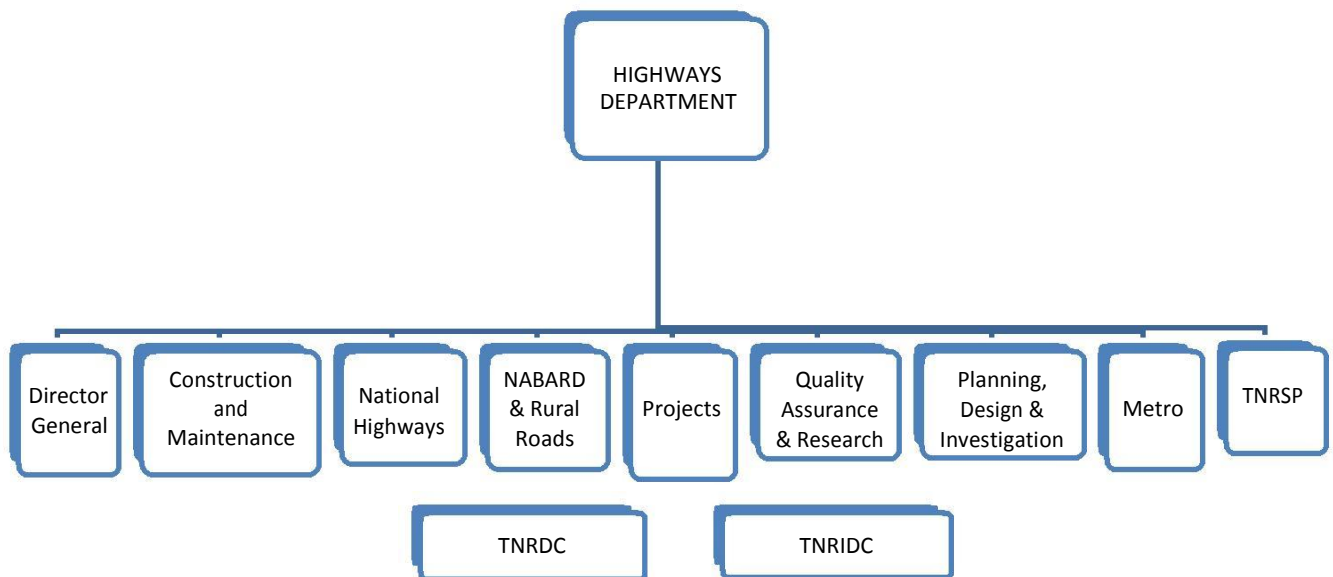 HIGHWAYS
DEPARTMENT
Director
General
Construction
and
Maintenance
National
Highways
NABARD
& Rural
Roads
Projects
Quality
Assurance
& Research
Planning,
Design &
Investigation
Metro
TNRSP
TNRDC
TNRIDC